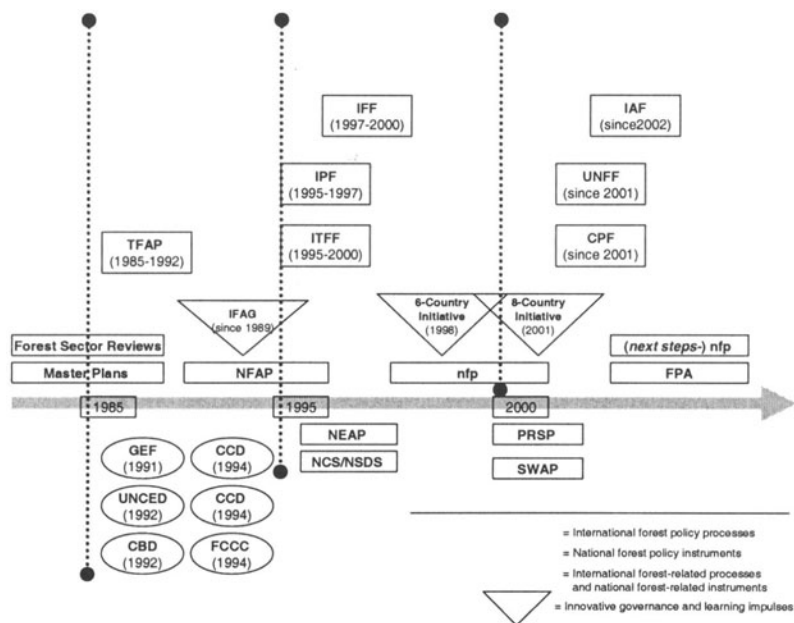 IFF
(1997-2000)
IAF
(since2002)
IPF
(1995-1997)
UNFF
(since 2001)
TFAP
(1985-1992)
ITFF
(1995-2000)
CPF
(since 2001)
IFAG
(since 1989)
6-Country
Initiative
(1998)
8-Country
Initiative
(2001)
Forest Sector Reviews
(next steps-) nfp
Master Plans
NFAP
nfp
FPA
1985
1995
2000
NEAP
PRSP
NCS/NSDS
SWAP
GEF
(1991)
CCD
(1994)
UNCED
(1992)
CCD
(1994)
CBD
(1992)
FCCC
(1994)
= International forest policy processes
= National forest policy instruments
= International forest-related processes
and national forest-related instruments
= Innovative governance and learning impulses